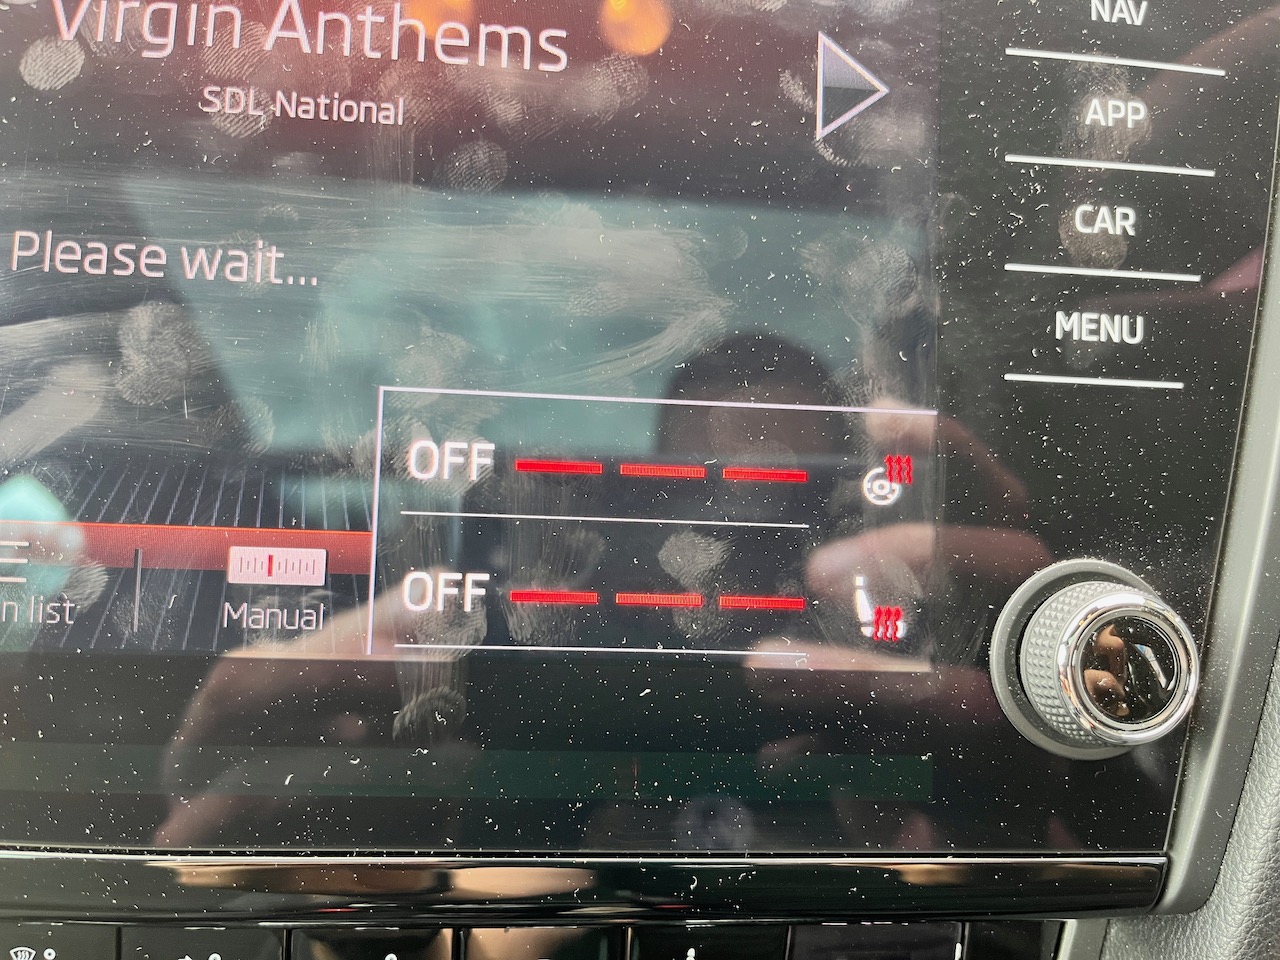 Virgin Anthems
SDL National
Please wait...
OFF
OFF
n list
Manual
NAV
APP
CAR
MENU